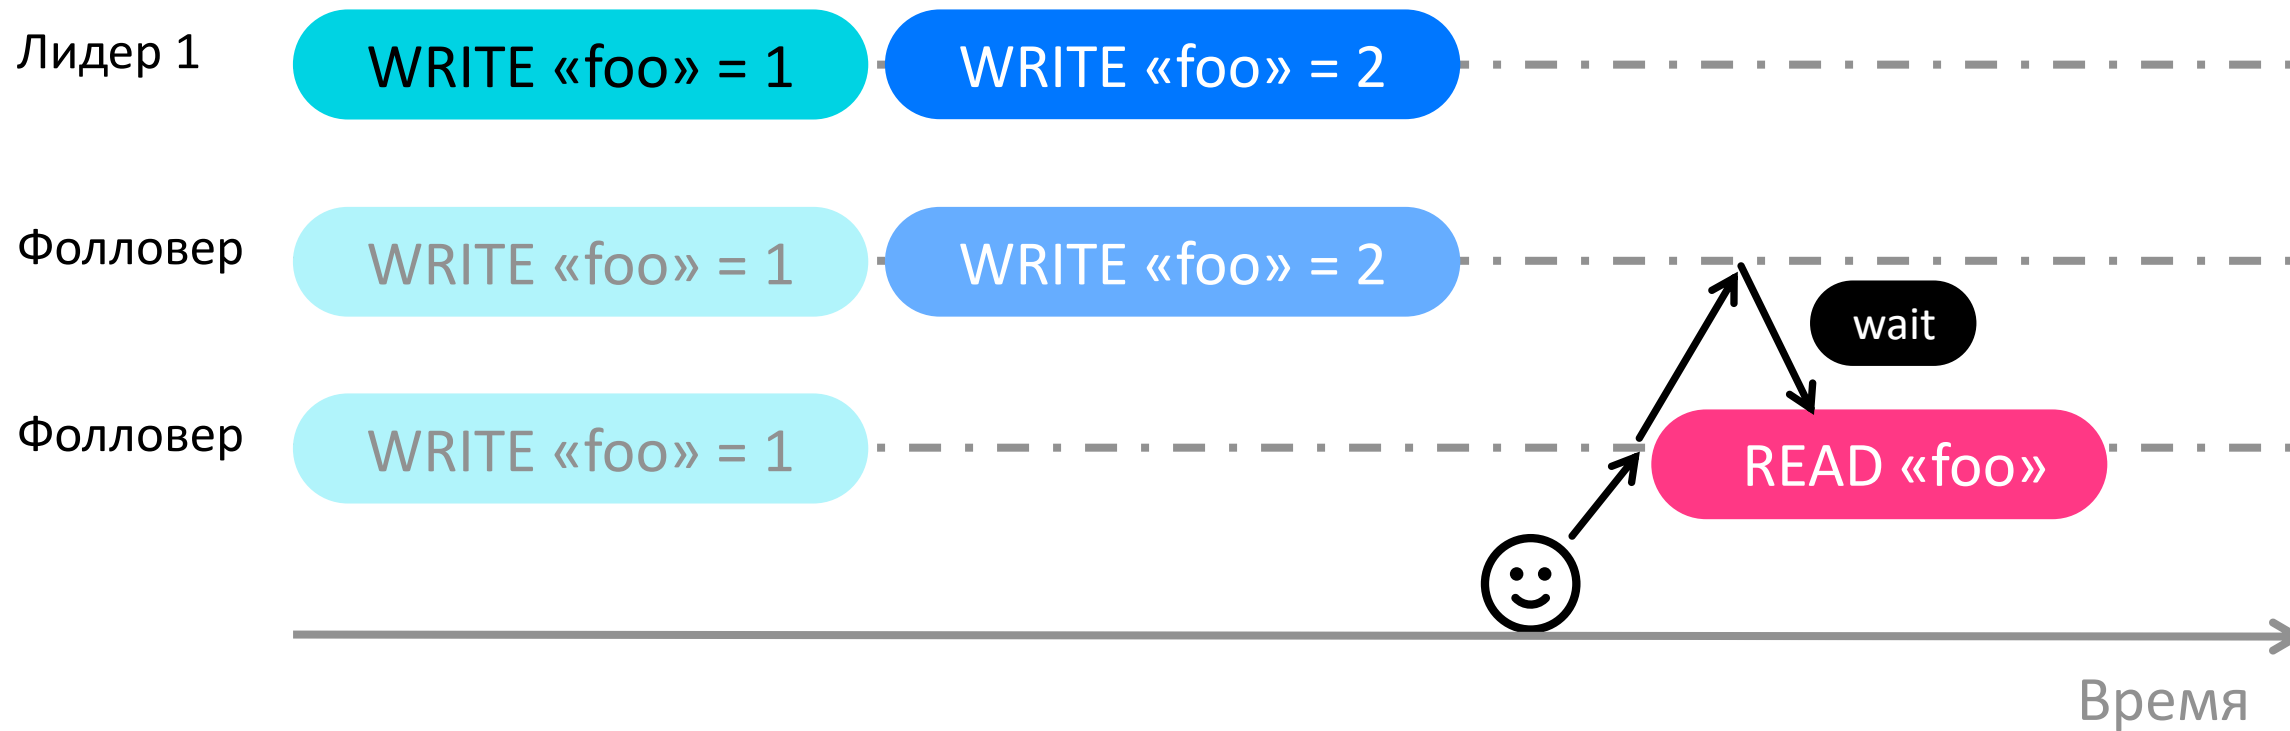 Лидер 1
WRITE «foo» = 1
WRITE «foo» = 2
Фолловер
WRITE «foo» = 1
WRITE «foo» = 2
wait
Фолловер
WRITE «foo» = 1
READ «foo»
Время